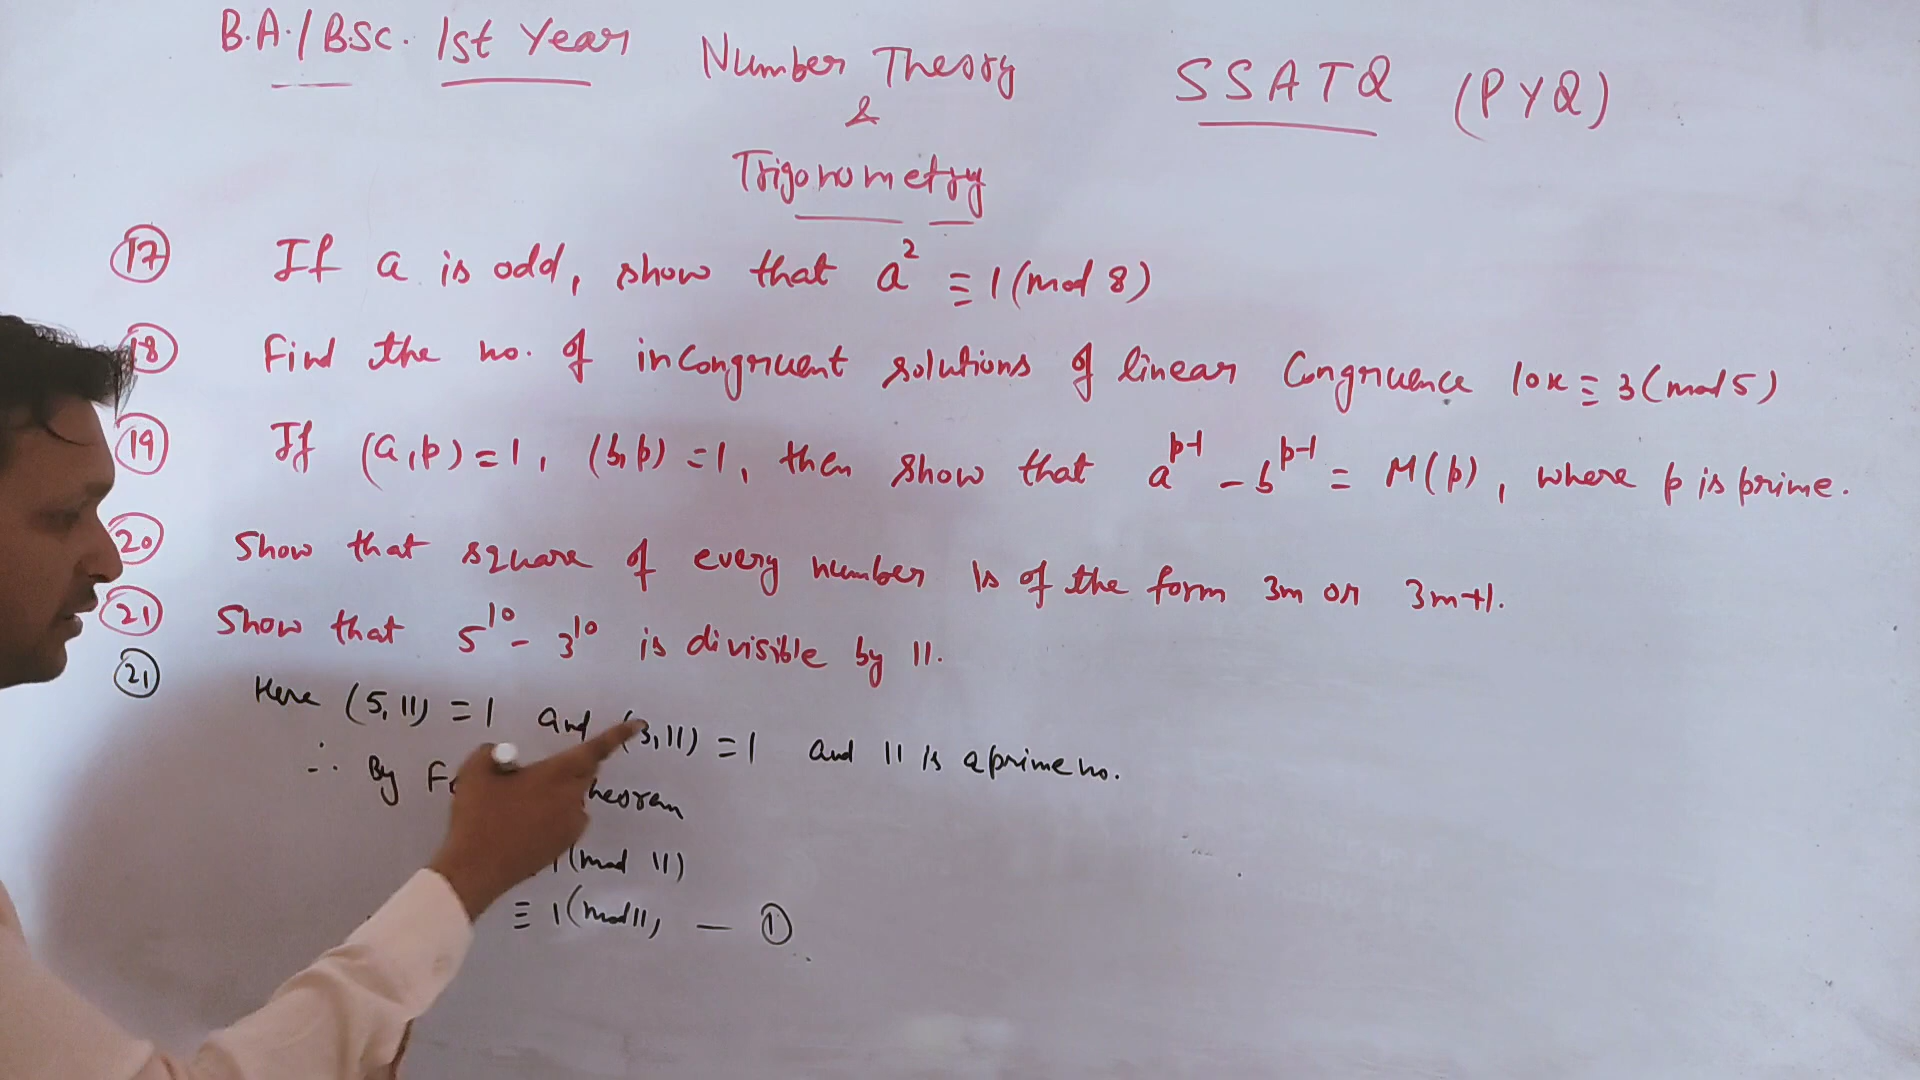 B.A./B.Sc. 1st Year
Number Theory
&
Trigonometry
SSATQ (PYQ)
17 If a is odd, show that a² ≡ 1 (mod 8)
18 Find the no. of incongruent solutions of linear Congruence 10x ≡ 3 (mod 5)
19 If (a,p) = 1, (b,p) = 1, then show that a^(p-1) - b^(p-1) = M(p), where p is prime.
20 Show that square of every number is of the form 3m or 3m+1.
21 Show that 5^10 - 3^10 is divisible by 11.
21 Here (5,11) = 1 and (3,11) = 1 and 11 is a prime no.
∴ By
1 (mod 11)
≡ 1 (mod 11) — 1